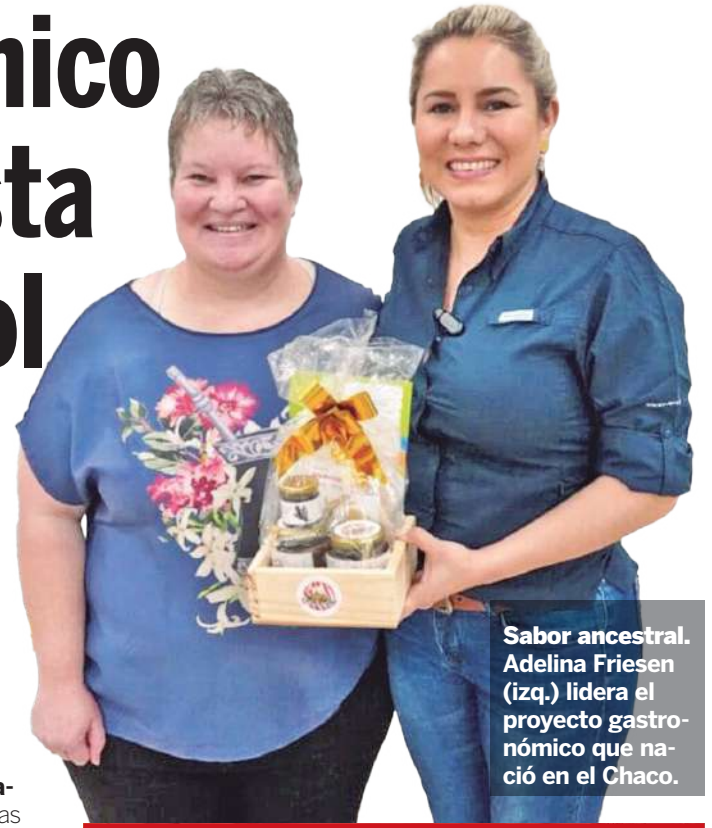 nico
sta
ol
Sabor ancestral.
Adelina Friesen
(izq.) lidera el
proyecto gastro-
nómico que na-
ció en el Chaco.
a-
as